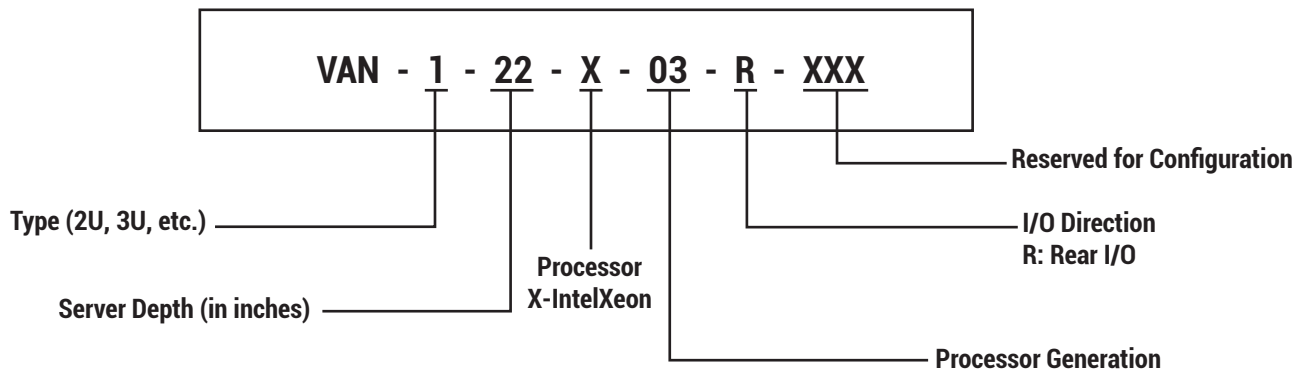 VAN - 1 - 22 - X - 03 - R - XXX
Reserved for Configuration
Type (2U, 3U, etc.)
I/O Direction
R: Rear I/O
Processor
X-IntelXeon
Server Depth (in inches)
Processor Generation